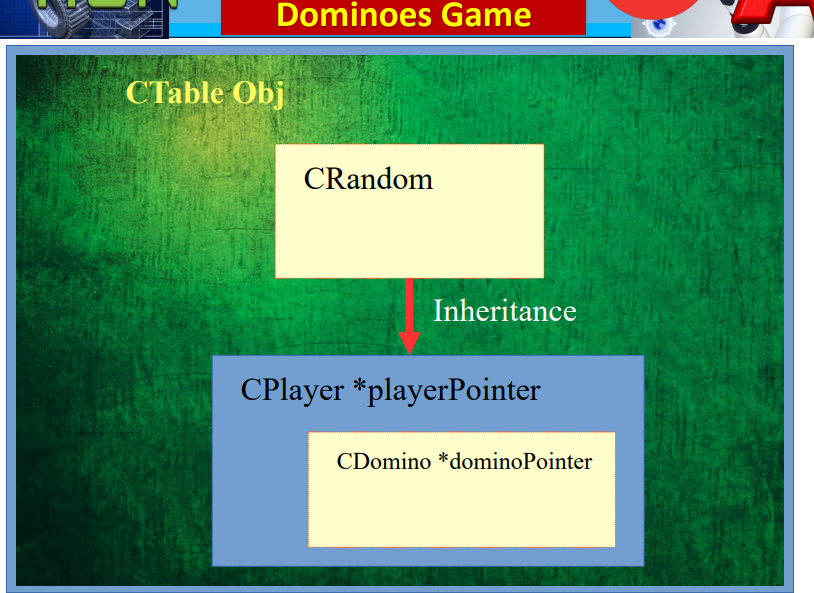 Dominoes Game
CTable Obj
CRandom
Inheritance
CPlayer *playerPointer
CDomino *dominoPointer